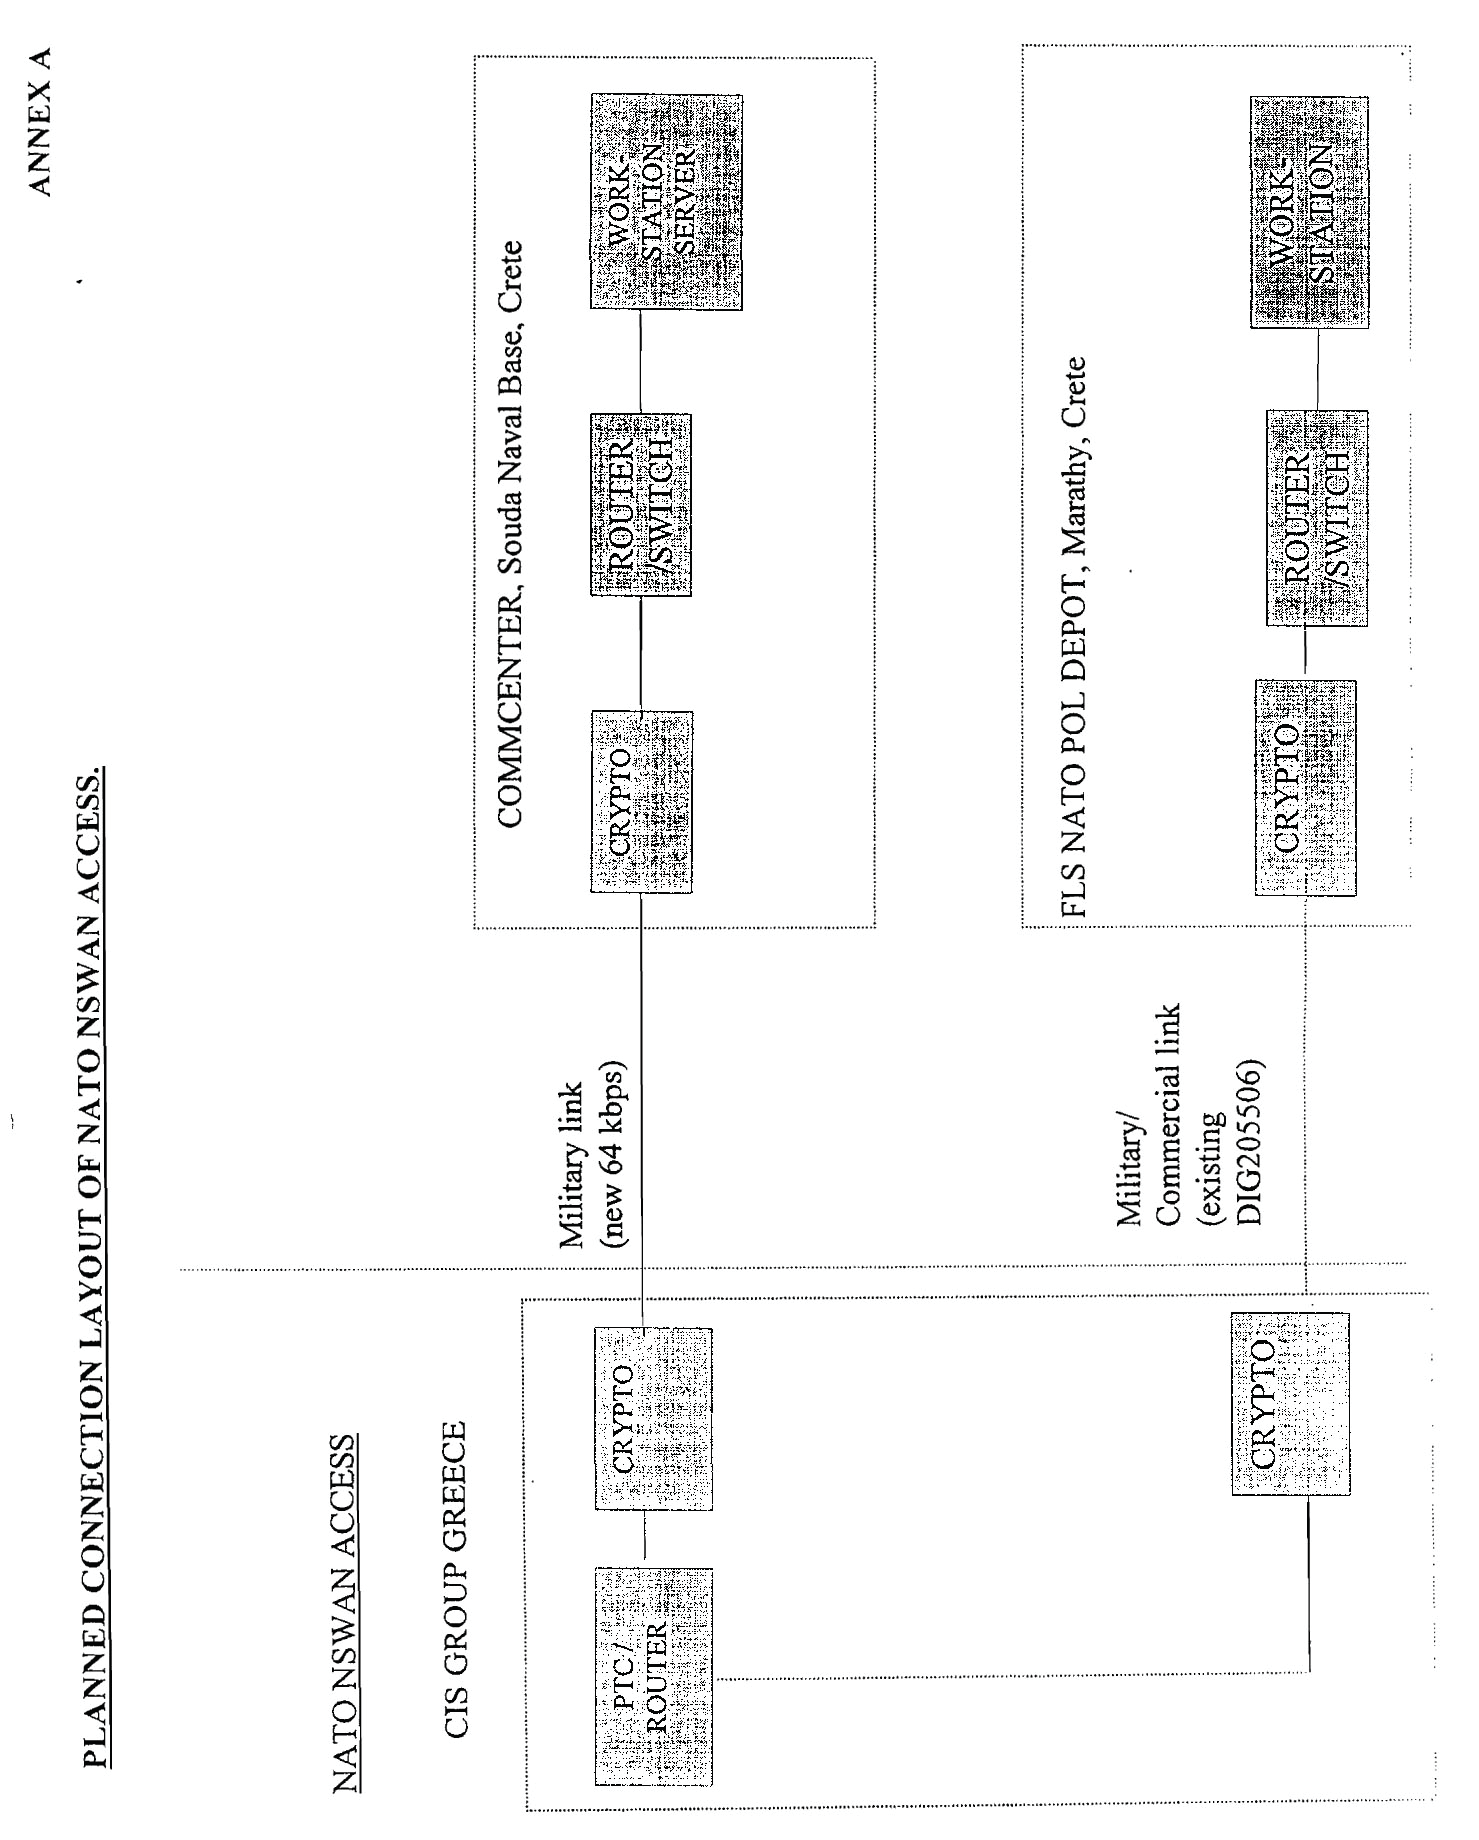 ANNEX A
PLANNED CONNECTION LAYOUT OF NATO NSWAN ACCESS.
NATO NSWAN ACCESS
CIS GROUP GREECE
PTC /
ROUTER
CRYPTO
Military link
(new 64 kbps)
COMMCENTER, Souda Naval Base, Crete
CRYPTO
ROUTER
/SWITCH
WORK-
STATION
SERVER
CRYPTO
Military/
Commercial link
(existing
DIG205506)
FLS NATO POL DEPOT, Marathy, Crete
CRYPTO
ROUTER
/SWITCH
WORK-
STATION